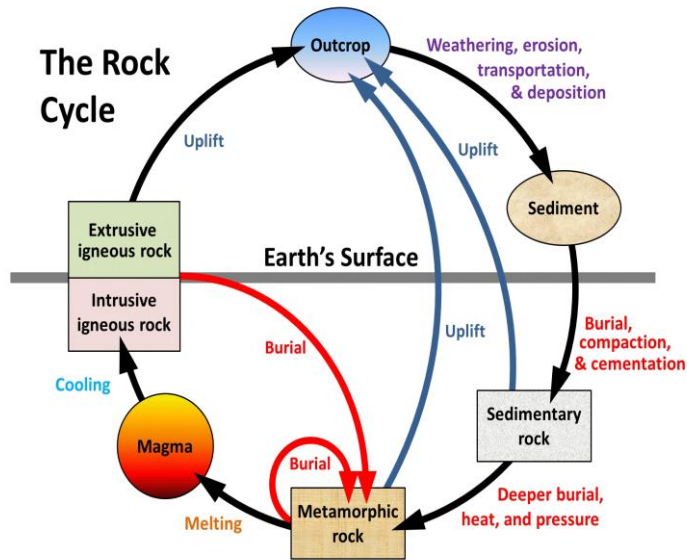 The Rock
Cycle
Outcrop
Weathering, erosion,
transportation,
& deposition
Uplift
Uplift
Sediment
Extrusive
igneous rock
Earth's Surface
Intrusive
igneous rock
Burial
Uplift
Burial,
compaction,
& cementation
Cooling
Sedimentary
rock
Magma
Burial
Melting
Metamorphic
rock
Deeper burial,
heat, and pressure